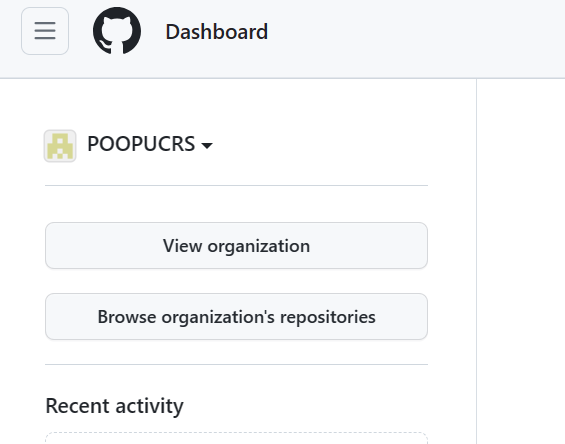 Dashboard
POOPUCRS
View organization
Browse organization's repositories
Recent activity